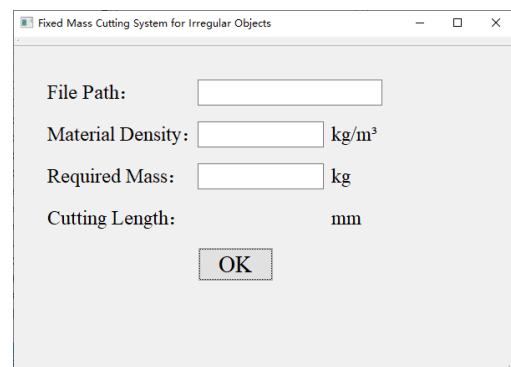 Fixed Mass Cutting System for Irregular Objects
File Path：
Material Density： kg/m³
Required Mass： kg
Cutting Length： mm
OK